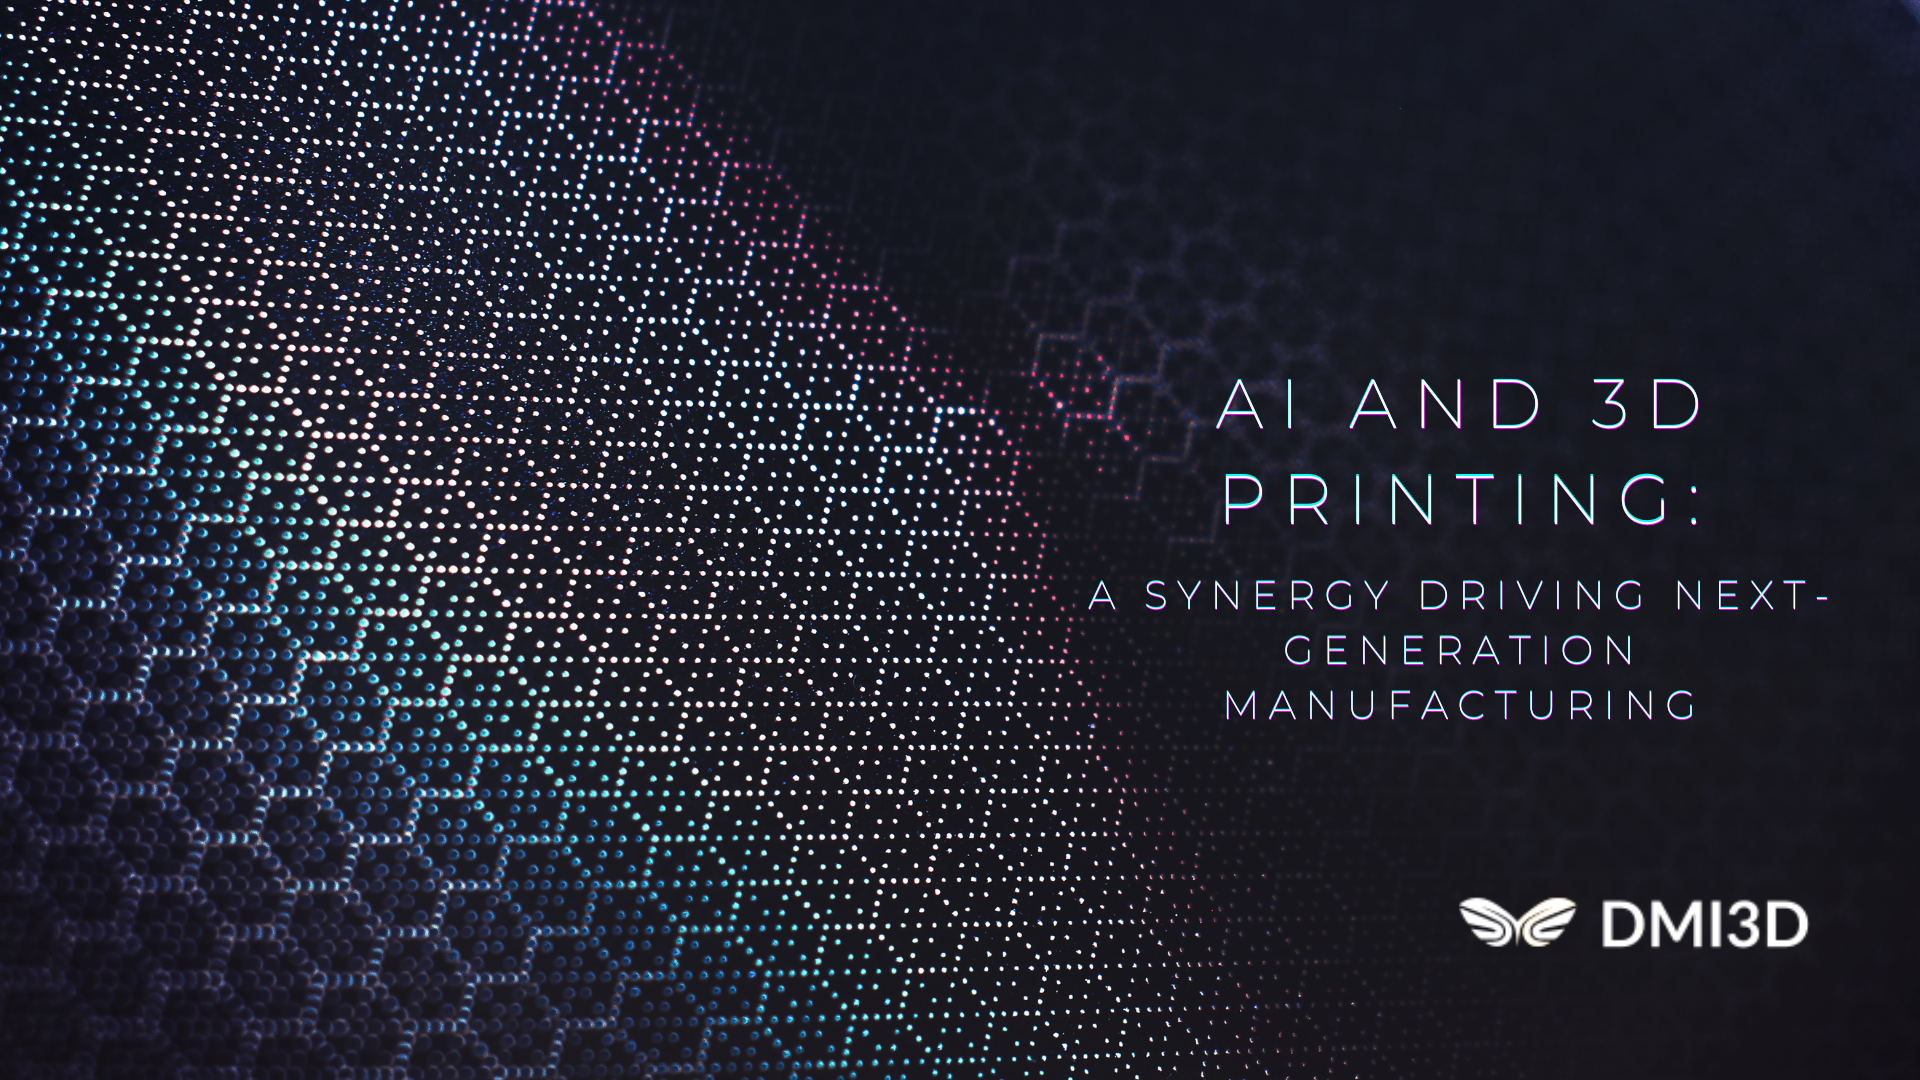 AI AND 3D
PRINTING:
A SYNERGY DRIVING NEXT-
GENERATION
MANUFACTURING
DMI3D